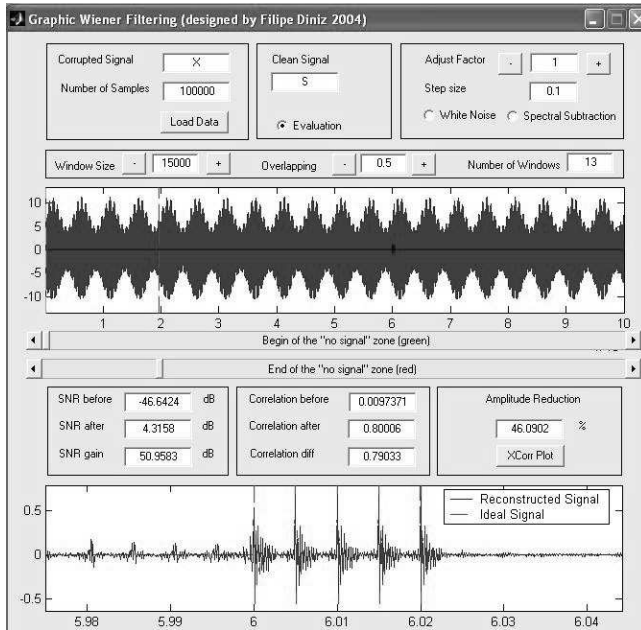 Graphic Wiener Filtering (designed by Filipe Diniz 2004)
Corrupted Signal X
Number of Samples 100000
Load Data
Clean Signal
S
Evaluation
Adjust Factor - 1 +
Step size 0.1
White Noise Spectral Subtraction
Window Size - 15000 + Overlapping - 0.5 + Number of Windows 13
10
5
0
-5
-10
1 2 3 4 5 6 7 8 9 10
Begin of the "no signal" zone (green)
End of the "no signal" zone (red)
SNR before -46.6424 dB
SNR after 4.3158 dB
SNR gain 50.9583 dB
Correlation before 0.0097371
Correlation after 0.80006
Correlation diff 0.79033
Amplitude Reduction
46.0902 %
XCorr Plot
0.5
0
-0.5
Reconstructed Signal
Ideal Signal
5.98 5.99 6 6.01 6.02 6.03 6.04